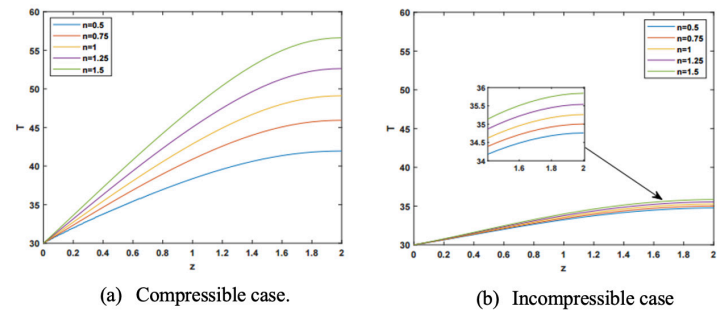 60
55
50
45
40
35
30
T
n=0.5
n=0.75
n=1
n=1.25
n=1.5
0 0.2 0.4 0.6 0.8 1 1.2 1.4 1.6 1.8 2
z
(a) Compressible case.
60
55
50
45
40
35
30
T
n=0.5
n=0.75
n=1
n=1.25
n=1.5
36
35.5
35
34.5
34
1.6 1.8 2
0 0.2 0.4 0.6 0.8 1 1.2 1.4 1.6 1.8 2
z
(b) Incompressible case